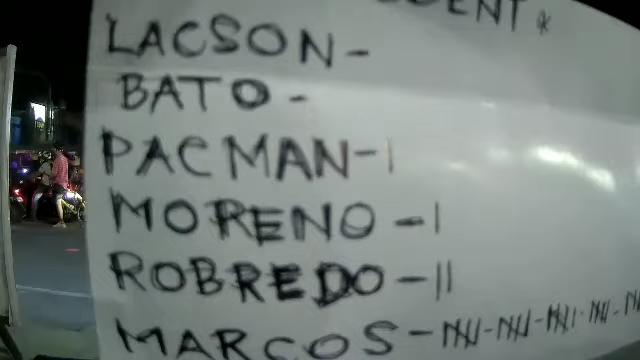 LACSON -
BATO -
PACMAN - I
MORENO - I
ROBREDO - II
MARCOS -